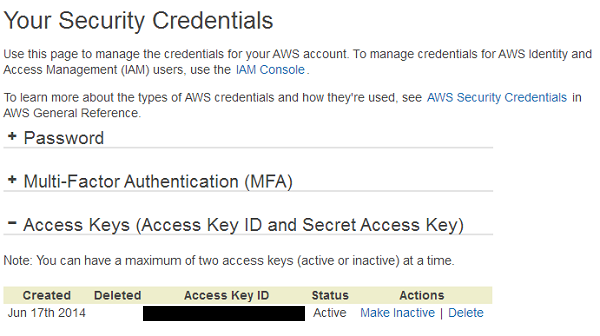 Your Security Credentials
Use this page to manage the credentials for your AWS account. To manage credentials for AWS Identity and
Access Management (IAM) users, use the IAM Console.
To learn more about the types of AWS credentials and how they're used, see AWS Security Credentials in
AWS General Reference.
+ Password
+ Multi-Factor Authentication (MFA)
− Access Keys (Access Key ID and Secret Access Key)
Note: You can have a maximum of two access keys (active or inactive) at a time.
Created Deleted Access Key ID Status Actions
Jun 17th 2014 Active Make Inactive | Delete